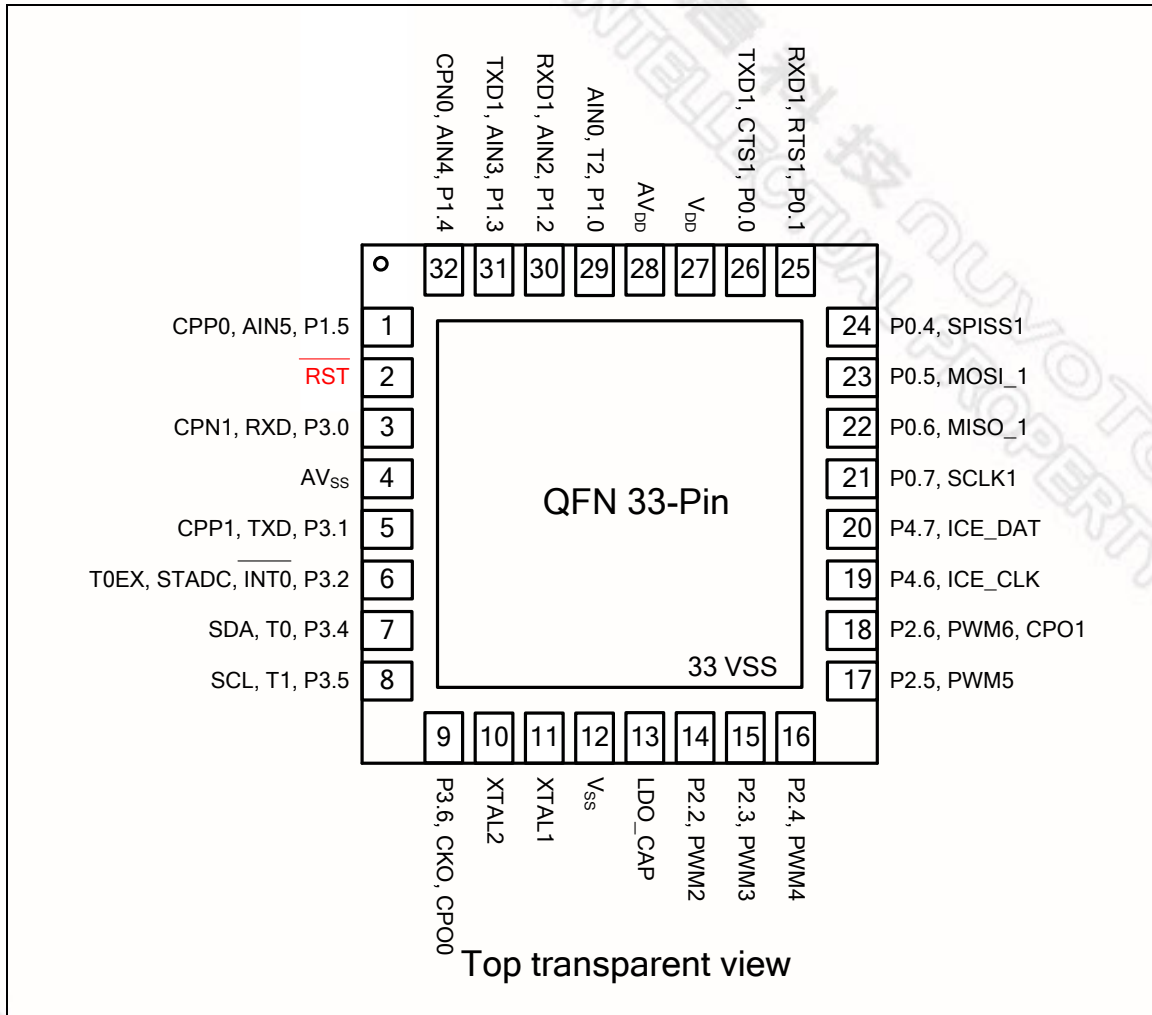 CPN0, AIN4, P1.4
TXD1, AIN3, P1.3
RXD1, AIN2, P1.2
AIN0, T2, P1.0
AVDD
VDD
TXD1, CTS1, P0.0
RXD1, RTS1, P0.1
32 31 30 29 28 27 26 25
CPP0, AIN5, P1.5 1
RST 2
CPN1, RXD, P3.0 3
AVSS 4
CPP1, TXD, P3.1 5
T0EX, STADC, INT0, P3.2 6
SDA, T0, P3.4 7
SCL, T1, P3.5 8
QFN 33-Pin
33 VSS
24 P0.4, SPISS1
23 P0.5, MOSI_1
22 P0.6, MISO_1
21 P0.7, SCLK1
20 P4.7, ICE_DAT
19 P4.6, ICE_CLK
18 P2.6, PWM6, CPO1
17 P2.5, PWM5
9 10 11 12 13 14 15 16
P3.6, CKO, CPO0
XTAL2
XTAL1
VSS
LDO_CAP
P2.2, PWM2
P2.3, PWM3
P2.4, PWM4
Top transparent view
科技 nuvoTon
INTELLECTUAL PROPERTY